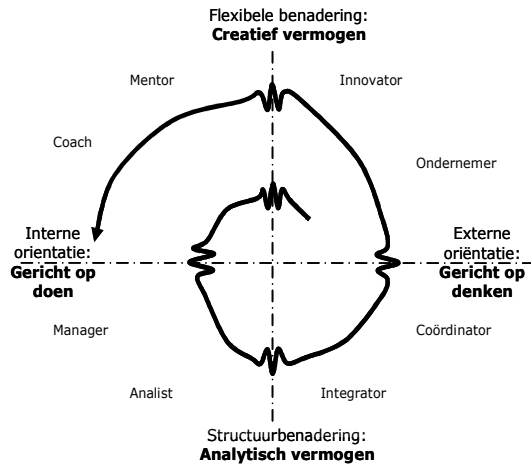 Flexibele benadering:
Creatief vermogen
Mentor
Innovator
Coach
Ondernemer
Interne
orientatie:
Gericht op
doen
Externe
oriëntatie:
Gericht op
denken
Manager
Coördinator
Analist
Integrator
Structuurbenadering:
Analytisch vermogen